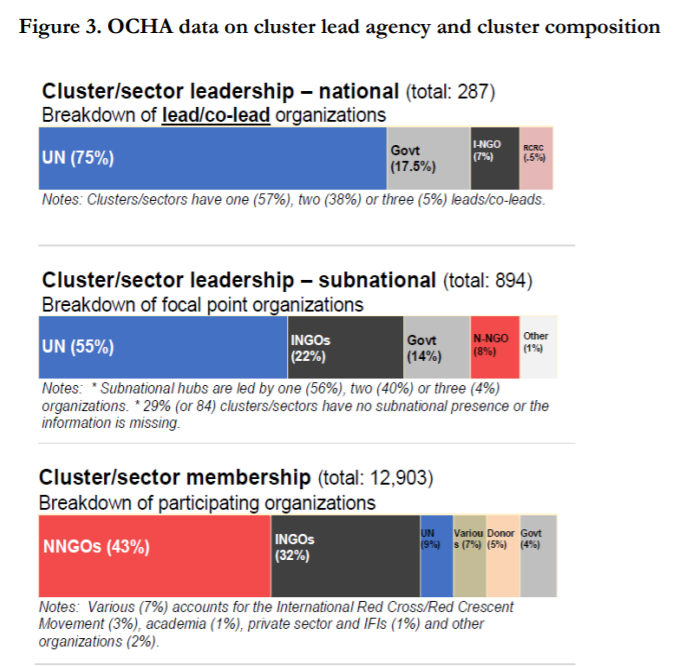 Figure 3. OCHA data on cluster lead agency and cluster composition
Cluster/sector leadership – national (total: 287)
Breakdown of lead/co-lead organizations
UN (75%)
Govt
(17.5%)
I-NGO
(7%)
RCRC
(.5%)
Notes: Clusters/sectors have one (57%), two (38%) or three (5%) leads/co-leads.
Cluster/sector leadership – subnational (total: 894)
Breakdown of focal point organizations
UN (55%)
INGOs
(22%)
Govt
(14%)
N-NGO
(8%)
Other
(1%)
Notes: * Subnational hubs are led by one (56%), two (40%) or three (4%)
organizations. * 29% (or 84) clusters/sectors have no subnational presence or the
information is missing.
Cluster/sector membership (total: 12,903)
Breakdown of participating organizations
NNGOs (43%)
INGOs
(32%)
UN
(9%)
Variou
s (7%)
Donor
(5%)
Govt
(4%)
Notes: Various (7%) accounts for the International Red Cross/Red Crescent
Movement (3%), academia (1%), private sector and IFIs (1%) and other
organizations (2%).